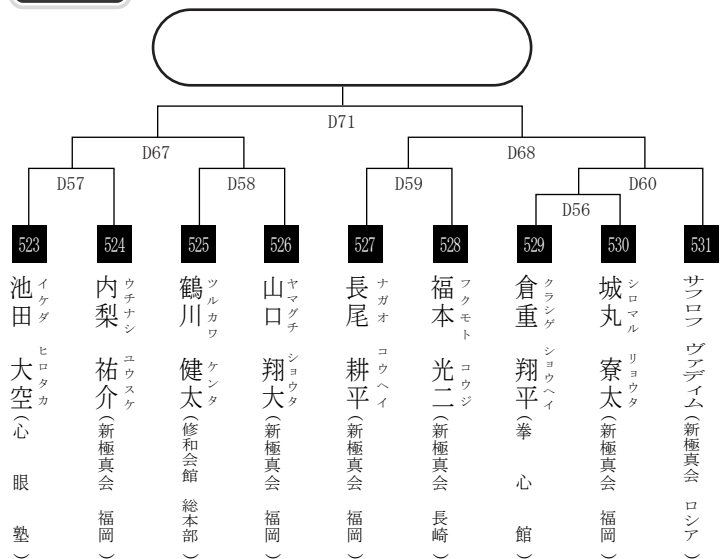 D71
D67
D68
D57
D58
D59
D60
D56
523
524
525
526
527
528
529
530
531
池田 大空 イケダ ヒロタカ (心眼塾)
内梨 祐介 ウチナシ ユウスケ (新極真会 福岡)
鶴川 健太 ツルカワ ケンタ (修和会館 総本部)
山口 翔大 ヤマグチ ショウタ (新極真会 福岡)
長尾 耕平 ナガオ コウヘイ (新極真会 福岡)
福本 光二 フクモト コウジ (新極真会 長崎)
倉重 翔平 クラシゲ ショウヘイ (拳心館)
城丸 寮太 シロマル リョウタ (新極真会 福岡)
サフロフ ヴァディム (新極真会 ロシア)